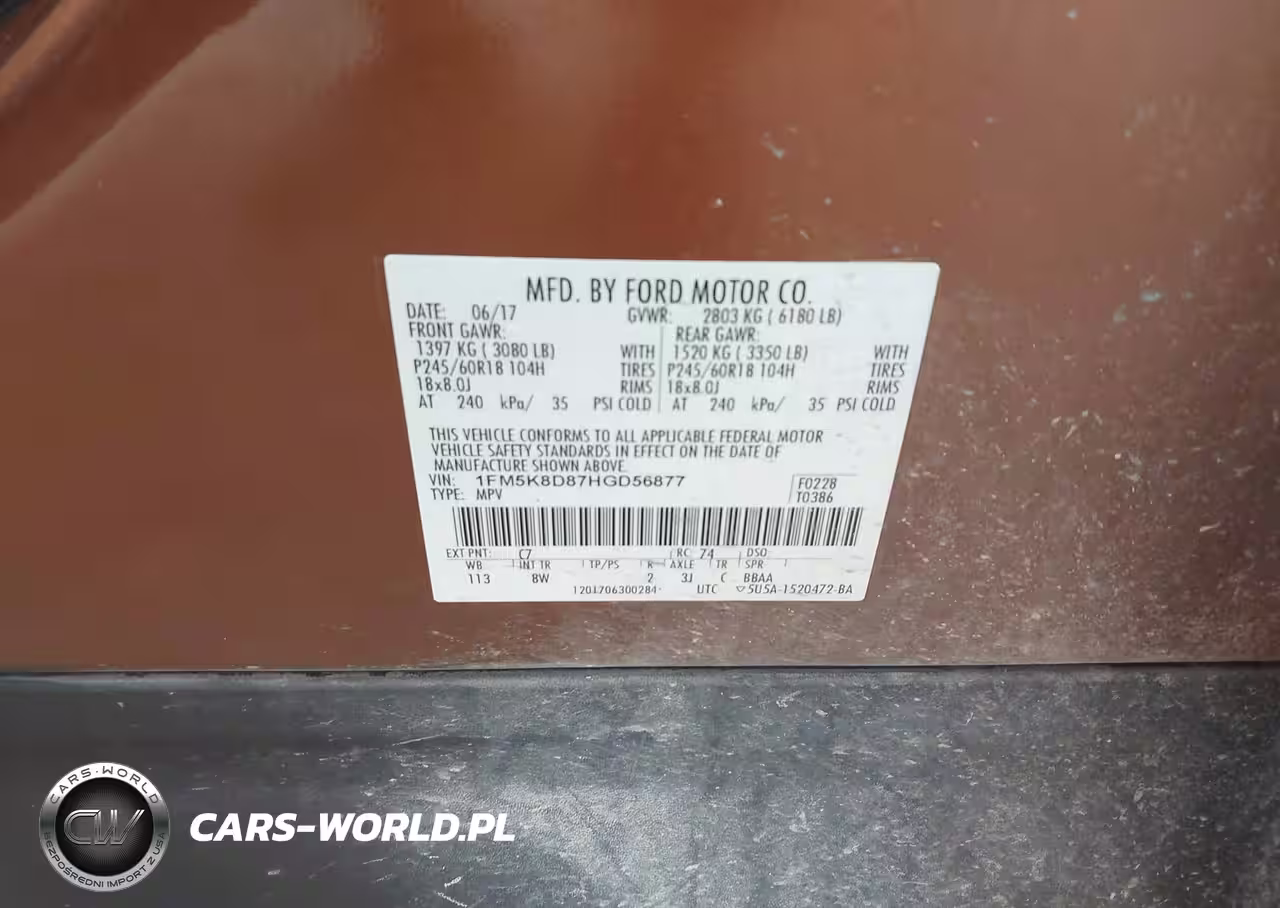 MFD. BY FORD MOTOR CO.
DATE: 06/17 GVWR: 2803 KG ( 6180 LB)
FRONT GAWR: REAR GAWR:
1397 KG ( 3080 LB) WITH 1520 KG ( 3350 LB) WITH
P245/60R18 104H TIRES P245/60R18 104H TIRES
18x8.0J RIMS 18x8.0J RIMS
AT 240 kPa/ 35 PSI COLD AT 240 kPa/ 35 PSI COLD
THIS VEHICLE CONFORMS TO ALL APPLICABLE FEDERAL MOTOR
VEHICLE SAFETY STANDARDS IN EFFECT ON THE DATE OF
MANUFACTURE SHOWN ABOVE.
VIN: 1FM5K8D87HGD56877 F0228
TYPE: MPV T0386
EXT PNT: C7 RC: 74 DSO:
WB INT TR TP/PS R AXLE TR SPR
113 8W 2 3J C BBAA
UTC 5U5A-1520472-BA
CARS-WORLD
CW
BEZPOŚREDNI IMPORT Z USA
CARS-WORLD.PL